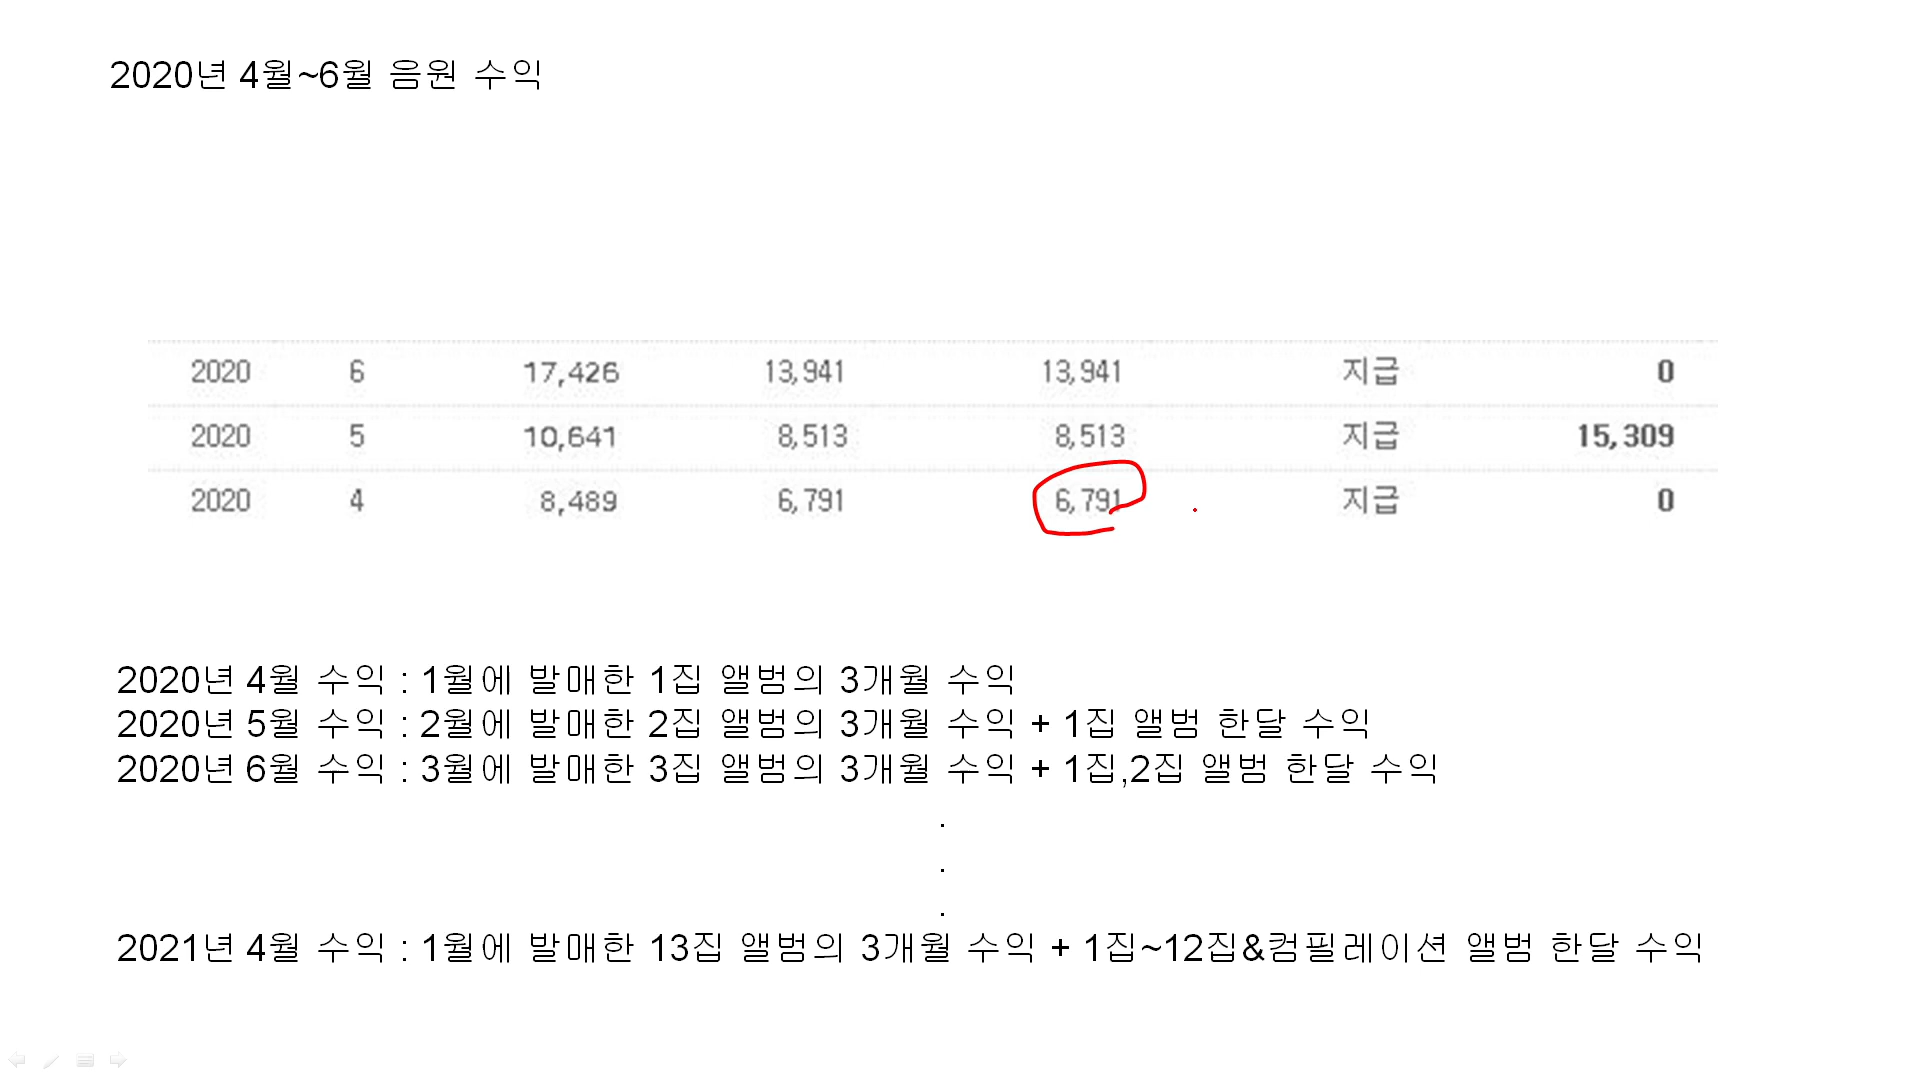 2020년 4월~6월 음원 수익
2020 6 17,426 13,941 13,941 지급 0
2020 5 10,641 8,513 8,513 지급 15,309
2020 4 8,489 6,791 6,791 지급 0
2020년 4월 수익 : 1월에 발매한 1집 앨범의 3개월 수익
2020년 5월 수익 : 2월에 발매한 2집 앨범의 3개월 수익 + 1집 앨범 한달 수익
2020년 6월 수익 : 3월에 발매한 3집 앨범의 3개월 수익 + 1집,2집 앨범 한달 수익
.
.
.
2021년 4월 수익 : 1월에 발매한 13집 앨범의 3개월 수익 + 1집~12집&컴필레이션 앨범 한달 수익